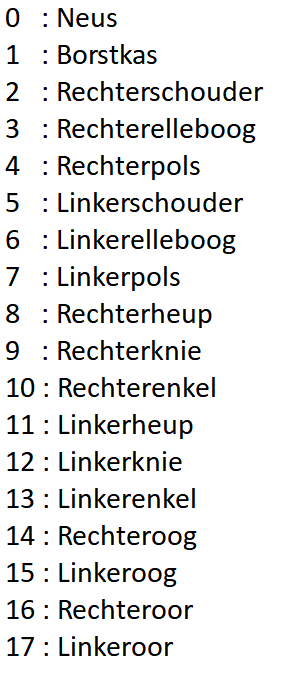 0 : Neus
1 : Borstkas
2 : Rechterschouder
3 : Rechterelleboog
4 : Rechterpols
5 : Linkerschouder
6 : Linkerelleboog
7 : Linkerpols
8 : Rechterheup
9 : Rechterknie
10 : Rechterenkel
11 : Linkerheup
12 : Linkerknie
13 : Linkerenkel
14 : Rechteroog
15 : Linkeroog
16 : Rechteroor
17 : Linkeroor